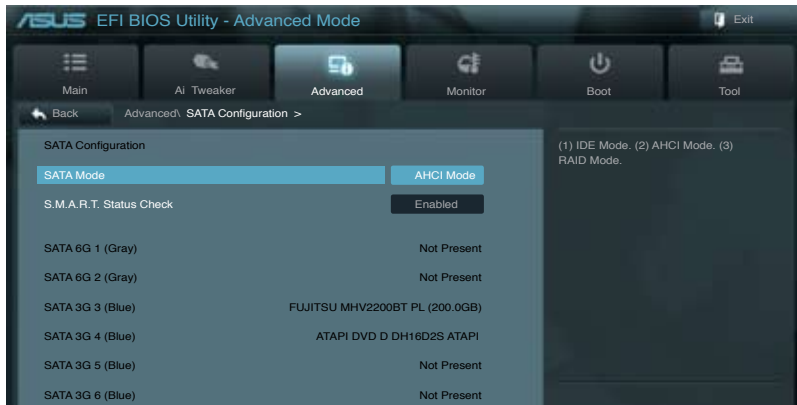 ASUS EFI BIOS Utility - Advanced Mode Exit
Main Ai Tweaker Advanced Monitor Boot Tool
Back Advanced\ SATA Configuration >
SATA Configuration
(1) IDE Mode. (2) AHCI Mode. (3)
RAID Mode.
SATA Mode AHCI Mode
S.M.A.R.T. Status Check Enabled
SATA 6G 1 (Gray) Not Present
SATA 6G 2 (Gray) Not Present
SATA 3G 3 (Blue) FUJITSU MHV2200BT PL (200.0GB)
SATA 3G 4 (Blue) ATAPI DVD D DH16D2S ATAPI
SATA 3G 5 (Blue) Not Present
SATA 3G 6 (Blue) Not Present